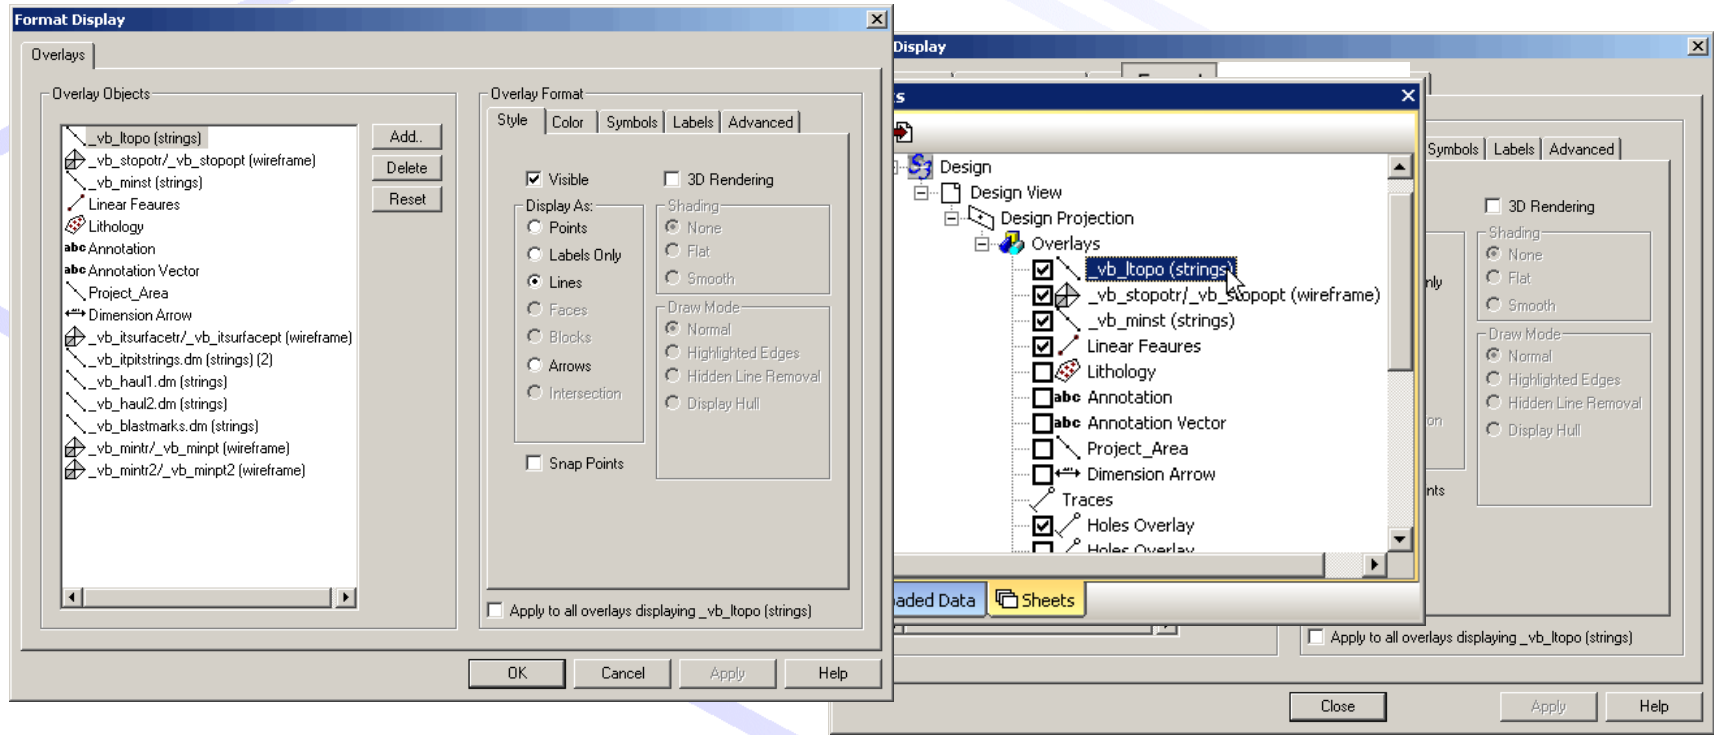 Format Display
Overlays
Overlay Objects
_vb_ltopo (strings)
_vb_stopotr/_vb_stopopt (wireframe)
_vb_minst (strings)
Linear Feaures
Lithology
abc Annotation
abc Annotation Vector
Project_Area
Dimension Arrow
_vb_itsurfacetr/_vb_itsurfacept (wireframe)
_vb_itpitstrings.dm (strings) (2)
_vb_haul1.dm (strings)
_vb_haul2.dm (strings)
_vb_blastmarks.dm (strings)
_vb_mintr/_vb_minpt (wireframe)
_vb_mintr2/_vb_minpt2 (wireframe)
Add..
Delete
Reset
Overlay Format
Style Color Symbols Labels Advanced
Visible 3D Rendering
Display As:
Points
Labels Only
Lines
Faces
Blocks
Arrows
Intersection
Snap Points
Shading
None
Flat
Smooth
Draw Mode
Normal
Highlighted Edges
Hidden Line Removal
Display Hull
Apply to all overlays displaying _vb_ltopo (strings)
OK Cancel Apply Help
Display
ts
Design
Design View
Design Projection
Overlays
_vb_ltopo (strings)
_vb_stopotr/_vb_stopopt (wireframe)
_vb_minst (strings)
Linear Feaures
Lithology
abc Annotation
abc Annotation Vector
Project_Area
Dimension Arrow
Traces
Holes Overlay
Holes Overlay
aded Data Sheets
Symbols Labels Advanced
3D Rendering
Shading
None
Flat
Smooth
Draw Mode
Normal
Highlighted Edges
Hidden Line Removal
Display Hull
nly
on
nts
Apply to all overlays displaying _vb_ltopo (strings)
Close Apply Help